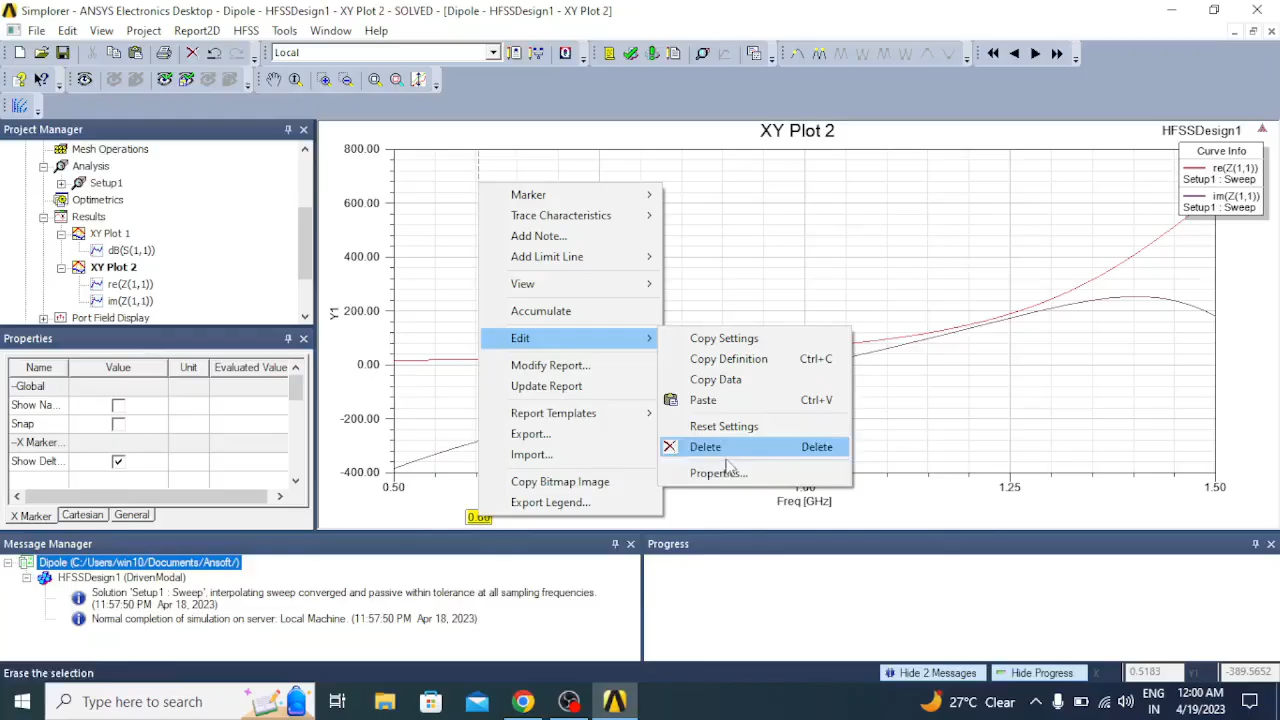 Simplorer - ANSYS Electronics Desktop - Dipole - HFSSDesign1 - XY Plot 2 - SOLVED - [Dipole - HFSSDesign1 - XY Plot 2]
File Edit View Project Report2D HFSS Tools Window Help
Local
Project Manager
Mesh Operations
Analysis
Setup1
Optimetrics
Results
XY Plot 1
dB(S(1,1))
XY Plot 2
re(Z(1,1))
im(Z(1,1))
Port Field Display
Properties
Name Value Unit Evaluated Value
Global
Show Na...
Snap
X Marker...
Show Delt...
X Marker Cartesian General
XY Plot 2
HFSSDesign1
Curve Info
re(Z(1,1))
Setup1 : Sweep
im(Z(1,1))
Setup1 : Sweep
800.00
600.00
400.00
200.00
0.00
-200.00
-400.00
Y1
0.50 1.00 1.25 1.50
Freq [GHz]
0.60
Marker
Trace Characteristics
Add Note...
Add Limit Line
View
Accumulate
Edit
Modify Report...
Update Report
Report Templates
Export...
Import...
Copy Bitmap Image
Export Legend...
Copy Settings
Copy Definition Ctrl+C
Copy Data
Paste Ctrl+V
Reset Settings
Delete Delete
Properties...
Message Manager
Dipole (C:/Users/win10/Documents/Ansoft/)
HFSSDesign1 (DrivenModal)
Solution 'Setup1 : Sweep', interpolating sweep converged and passive within tolerance at all sampling frequencies.
(11:57:50 PM Apr 18, 2023)
Normal completion of simulation on server: Local Machine. (11:57:50 PM Apr 18, 2023)
Progress
Erase the selection
Hide 2 Messages Hide Progress X 0.5183 Y1 -389.5652
Type here to search
27°C Clear
ENG
IN
12:00 AM
4/19/2023